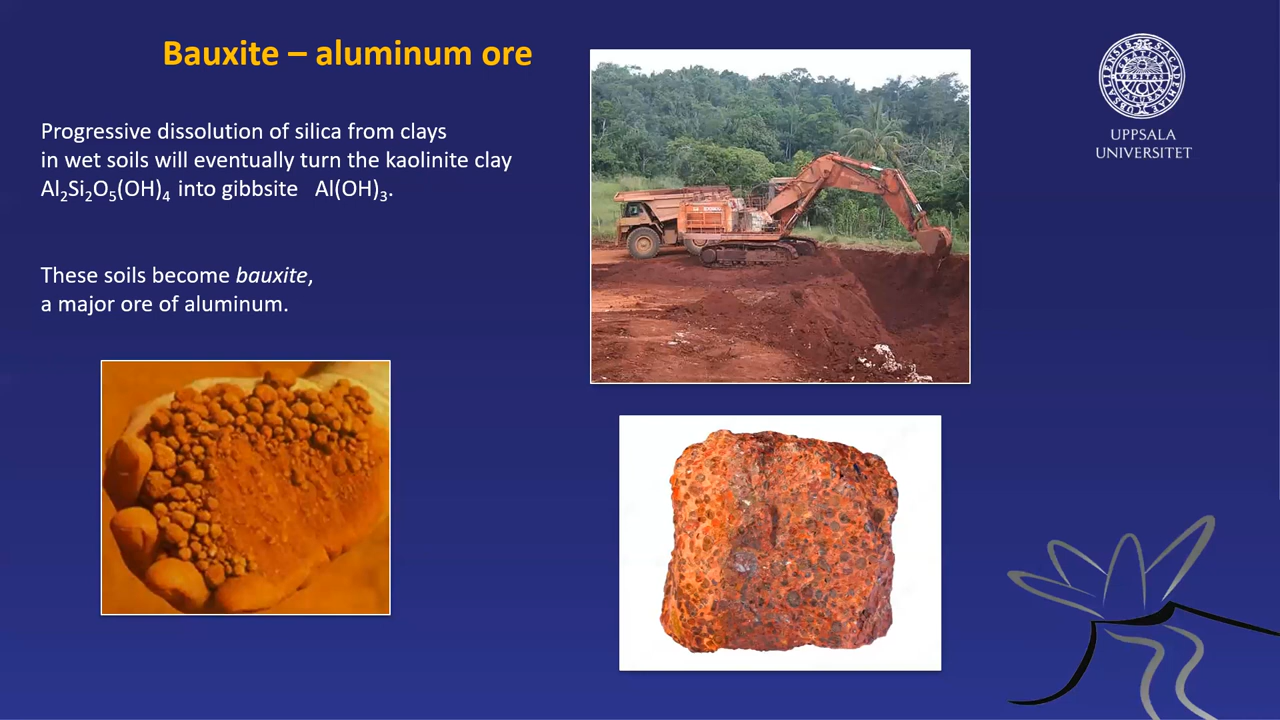 Bauxite – aluminum ore
Progressive dissolution of silica from clays
in wet soils will eventually turn the kaolinite clay
Al₂Si₂O₅(OH)₄ into gibbsite Al(OH)₃.
These soils become bauxite,
a major ore of aluminum.
UPPSALA
UNIVERSITET